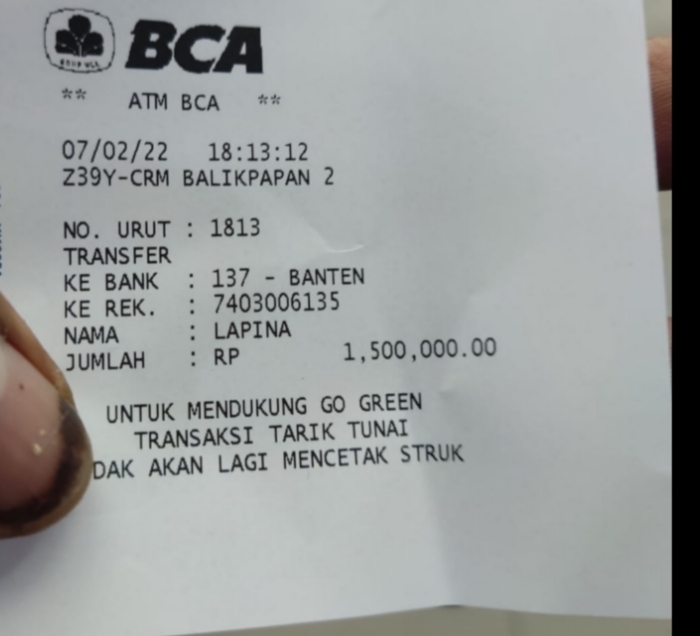 BCA
** ATM BCA **
07/02/22 18:13:12
Z39Y-CRM BALIKPAPAN 2
NO. URUT : 1813
TRANSFER
KE BANK : 137 - BANTEN
KE REK. : 7403006135
NAMA : LAPINA
JUMLAH : RP 1,500,000.00
UNTUK MENDUKUNG GO GREEN
TRANSAKSI TARIK TUNAI
DAK AKAN LAGI MENCETAK STRUK